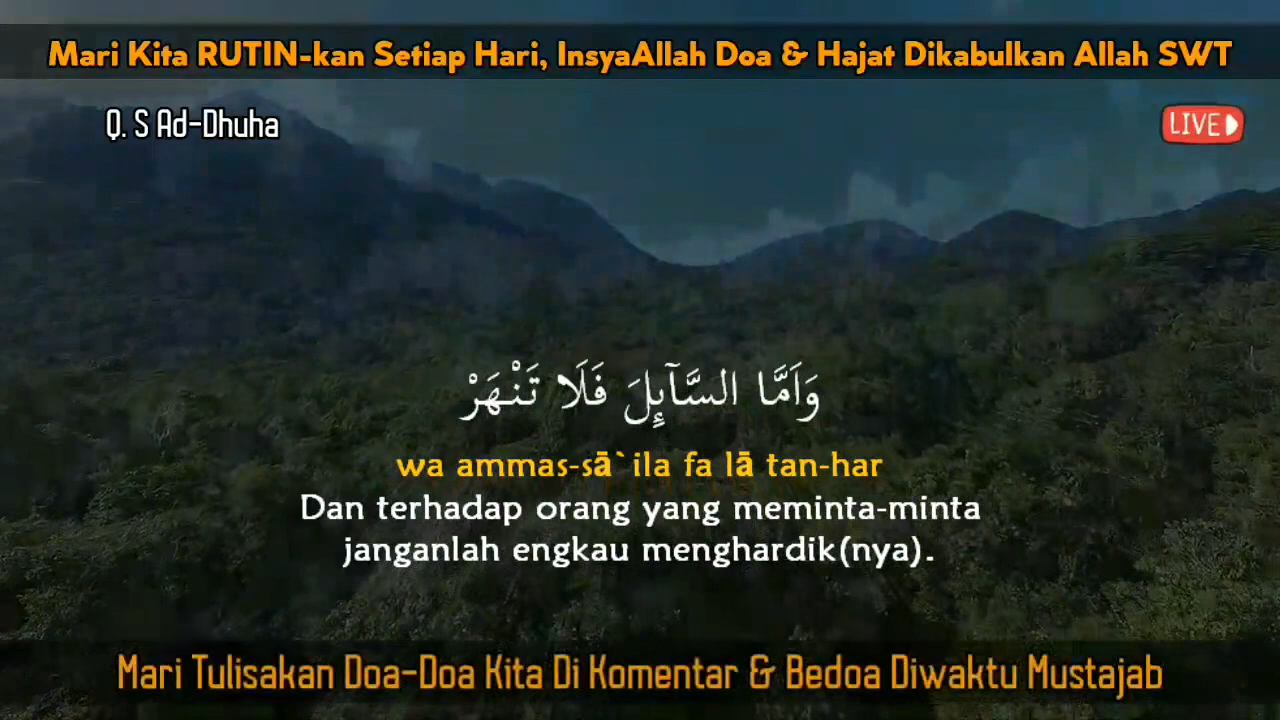 Mari Kita RUTIN-kan Setiap Hari, InsyaAllah Doa & Hajat Dikabulkan Allah SWT
Q. S Ad-Dhuha
LIVE
وَاَمَّا السَّاۤىِٕلَ فَلَا تَنْهَرْ
wa ammas-sā`ila fa lā tan-har
Dan terhadap orang yang meminta-minta
janganlah engkau menghardik(nya).
Mari Tulisakan Doa-Doa Kita Di Komentar & Bedoa Diwaktu Mustajab